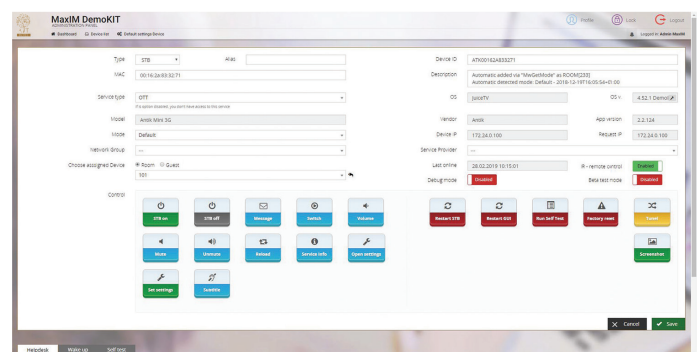 MaxIM DemoKIT
ADMINISTRATION PANEL
Profile Lock Logout
Dashboard Device list Default settings Device
Logged in: Admin MaxIM
Type STB Alias Device ID ATK00162A833271
MAC 00:16:2a:83:32:71 Description Automatic added via "MwGetMode" as ROOM[233]
Automatic detected mode: Default - 2018-12-19T16:05:54+01:00
Service type OTT OS JuiceTV OS v. 4.52.1 Demo
If is option disabled, you don't have access to this service
Model Antik Mini 3G Vendor Antik App version 2.2.124
Mode Default Device IP 172.24.0.100 Request IP 172.24.0.100
Network Group --- Service Provider ---
Choose assigned Device Room Guest Last online 28.02.2019 10:15:01 IR - remote control Enabled
101 Debug mode Disabled Beta test mode Disabled
Control
STB on STB off Message Switch Volume Restart STB Restart GUI Run Self Test Factory reset
Mute Unmute Reload Service info Open settings Screenshot
Set settings Subtitle
Cancel Save
Helpdesk Wake up Self test